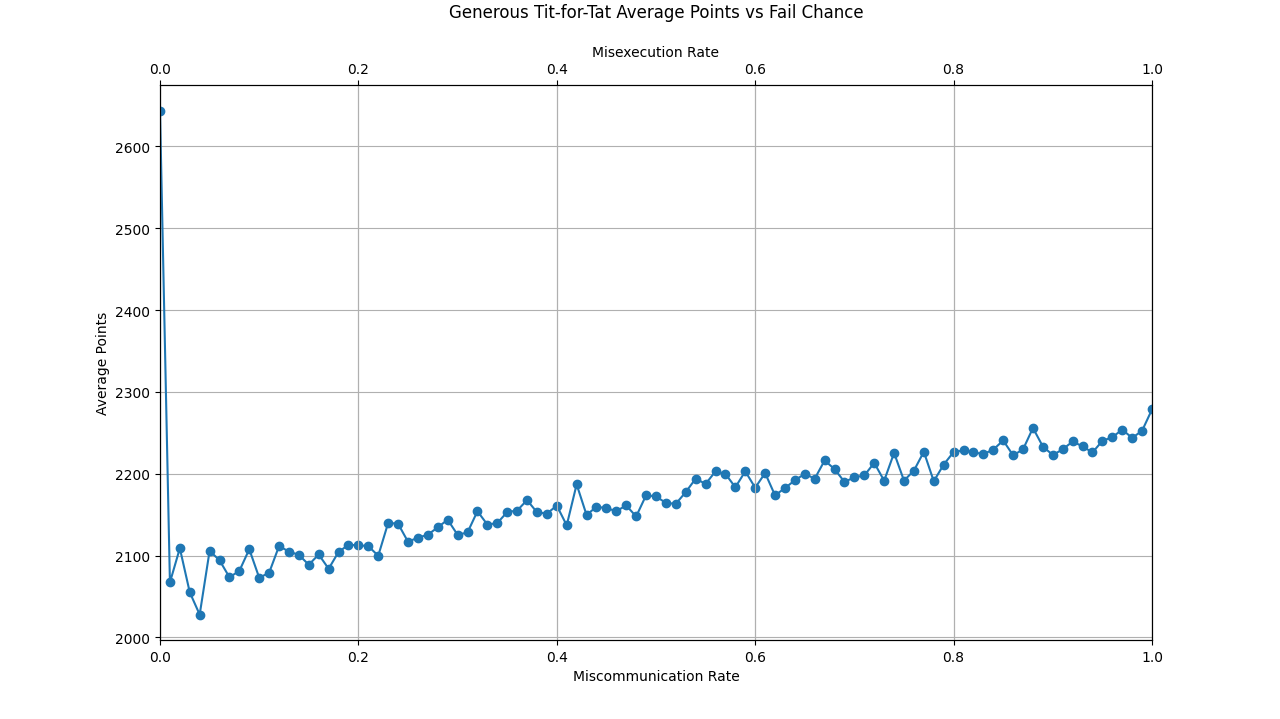 Generous Tit-for-Tat Average Points vs Fail Chance
Misexecution Rate
0.0 0.2 0.4 0.6 0.8 1.0
2600
2500
2400
2300
2200
2100
2000
Average Points
0.0 0.2 0.4 0.6 0.8 1.0
Miscommunication Rate